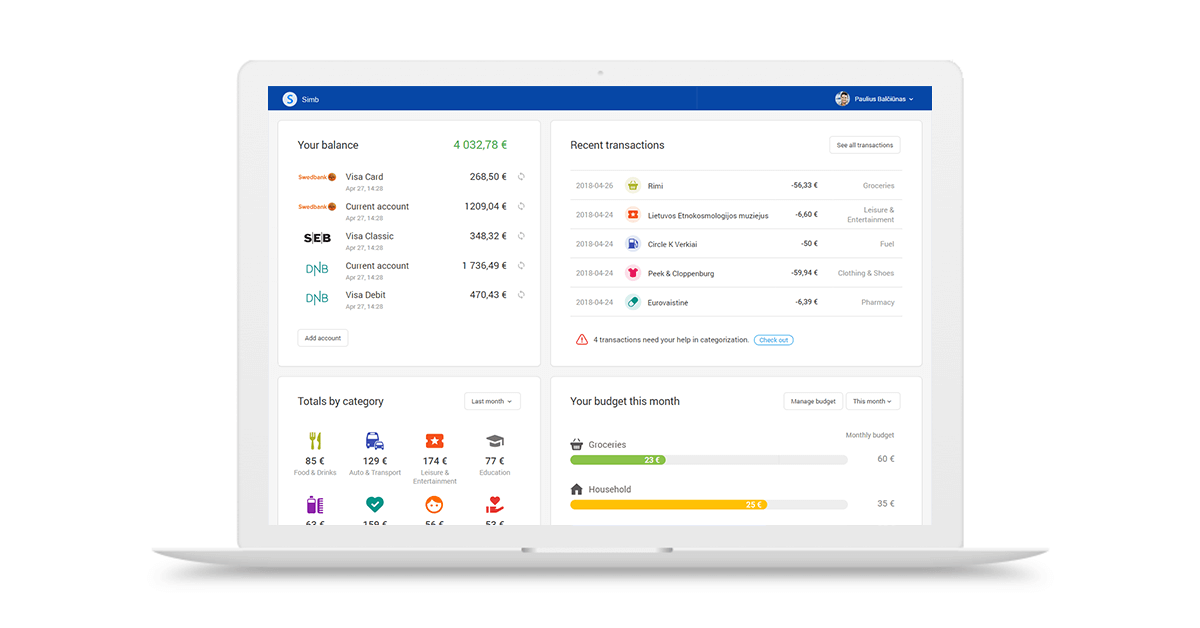 S Simb
Paulius Balčiūnas
Your balance 4 032,78 €
Swedbank Visa Card 268,50 €
Apr 27, 14:28
Swedbank Current account 1209,04 €
Apr 27, 14:28
SEB Visa Classic 348,32 €
Apr 27, 14:28
DNB Current account 1 736,49 €
Apr 27, 14:28
DNB Visa Debit 470,43 €
Apr 27, 14:28
Add account
Recent transactions See all transactions
2018-04-26 Rimi -56,33 € Groceries
2018-04-24 Lietuvos Etnokosmologijos muziejus -6,60 € Leisure &
Entertainment
2018-04-24 Circle K Verkiai -50 € Fuel
2018-04-24 Peek & Cloppenburg -59,94 € Clothing & Shoes
2018-04-24 Eurovaistine -6,39 € Pharmacy
4 transactions need your help in categorization. Check out
Totals by category Last month
85 € 129 € 174 € 77 €
Food & Drinks Auto & Transport Leisure & Education
Entertainment
63 € 159 € 56 € 53 €
Your budget this month Manage budget This month
Monthly budget
Groceries
23 € 60 €
Household
25 € 35 €